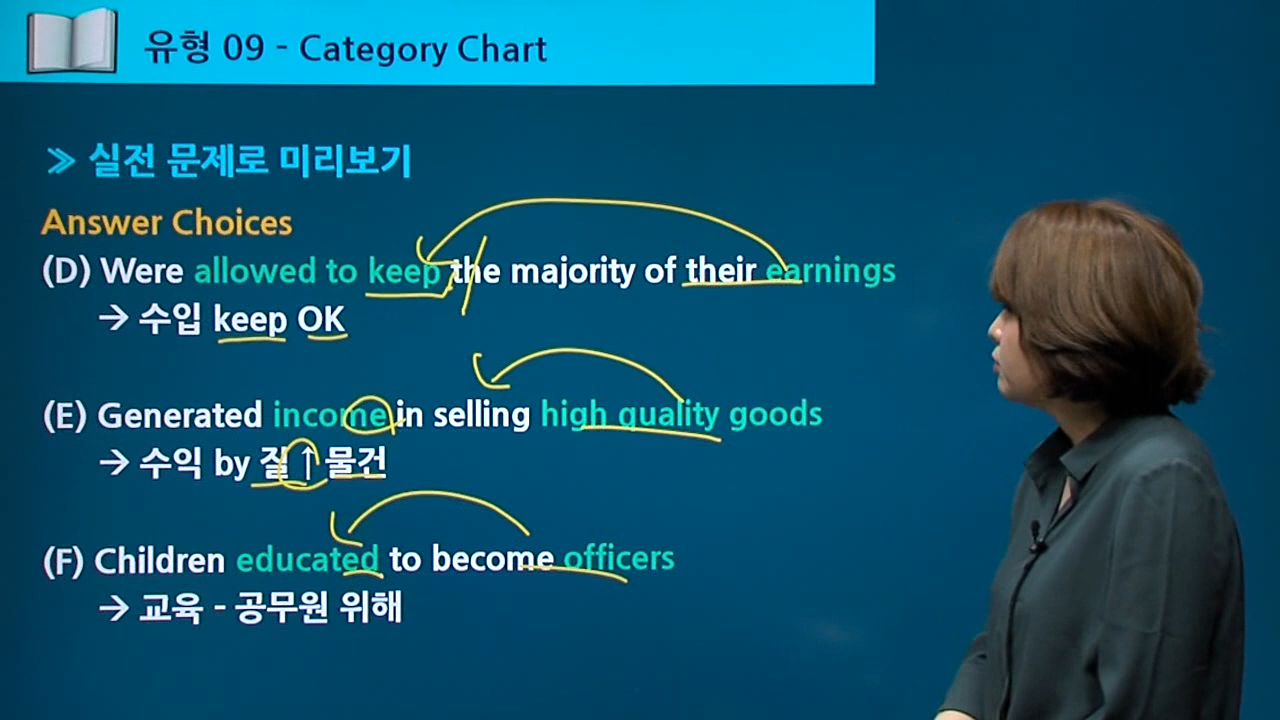 유형 09 - Category Chart
≫ 실전 문제로 미리보기
Answer Choices
(D) Were allowed to keep the majority of their earnings
→ 수입 keep OK
(E) Generated income in selling high quality goods
→ 수익 by 질↑ 물건
(F) Children educated to become officers
→ 교육 - 공무원 위해